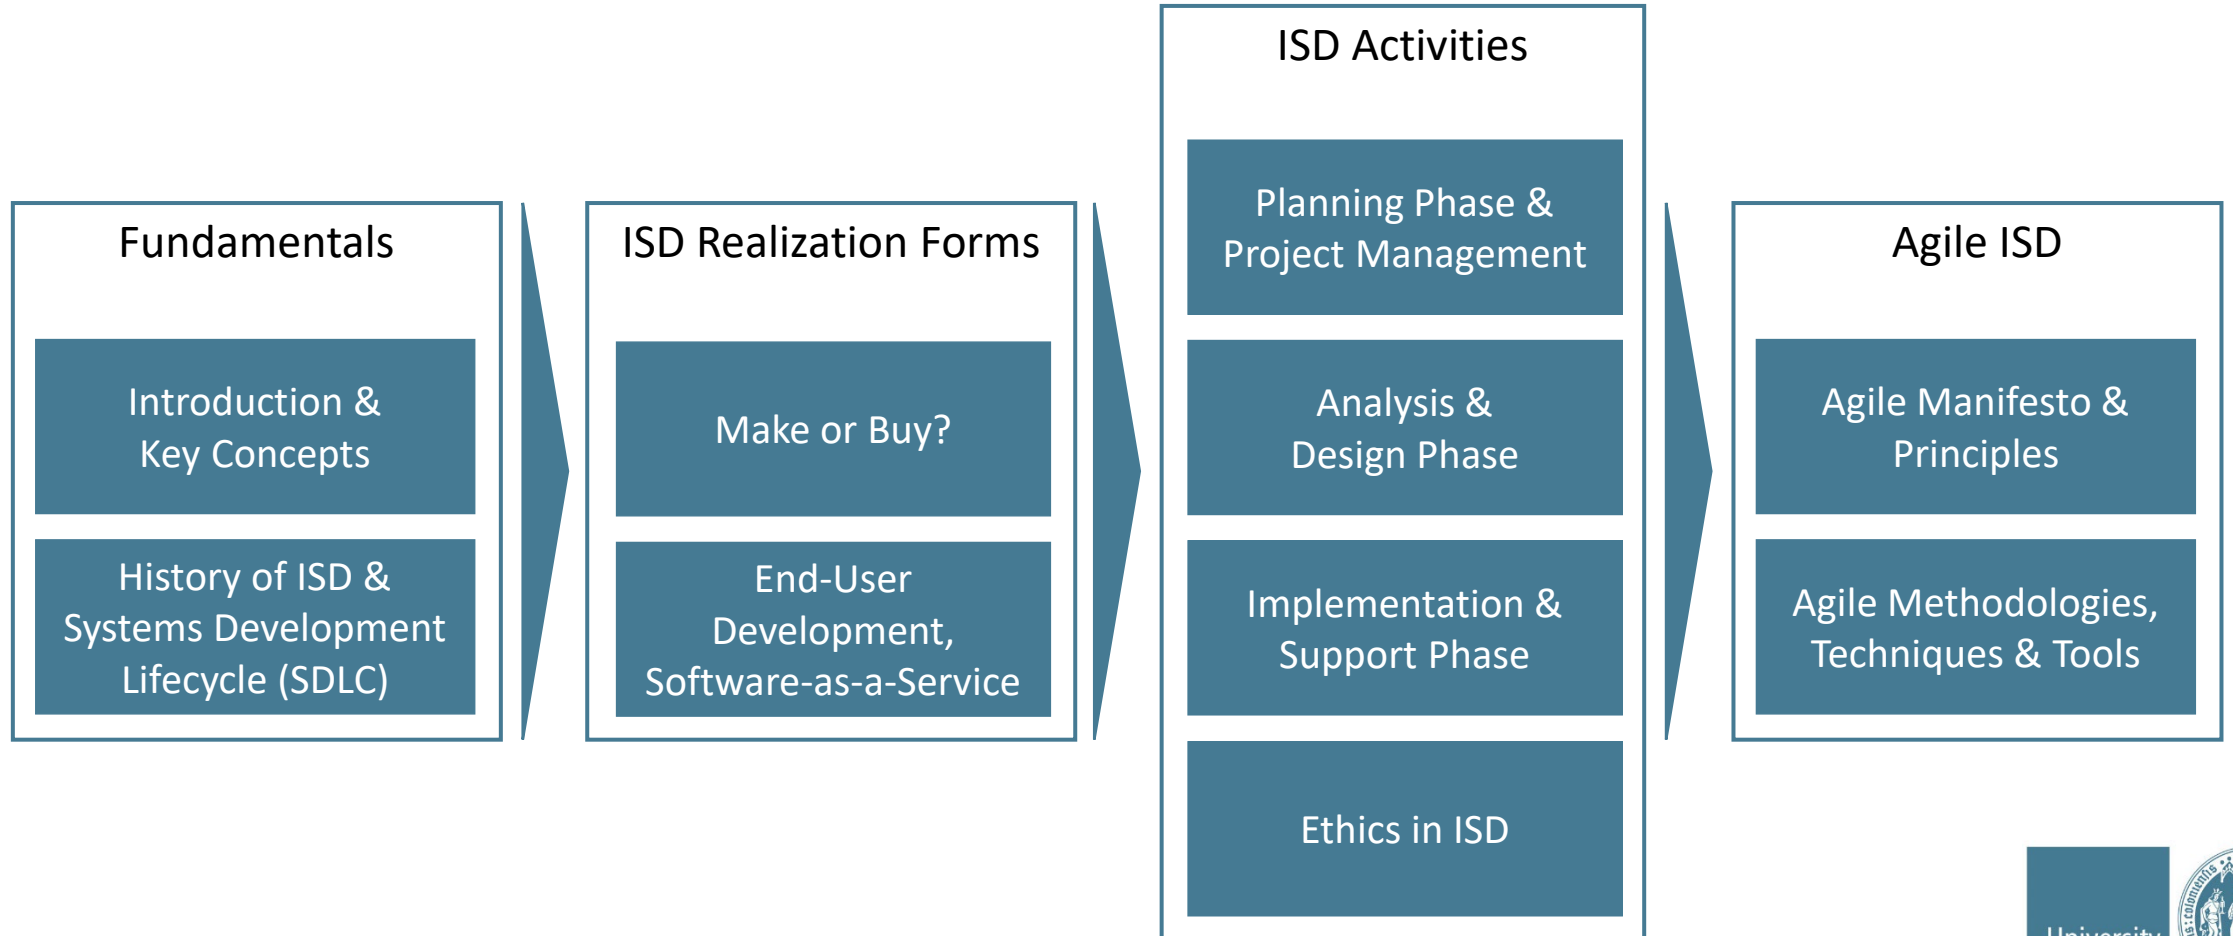 Fundamentals
Introduction &
Key Concepts
History of ISD &
Systems Development
Lifecycle (SDLC)
ISD Realization Forms
Make or Buy?
End-User
Development,
Software-as-a-Service
ISD Activities
Planning Phase &
Project Management
Analysis &
Design Phase
Implementation &
Support Phase
Ethics in ISD
Agile ISD
Agile Manifesto &
Principles
Agile Methodologies,
Techniques & Tools
University